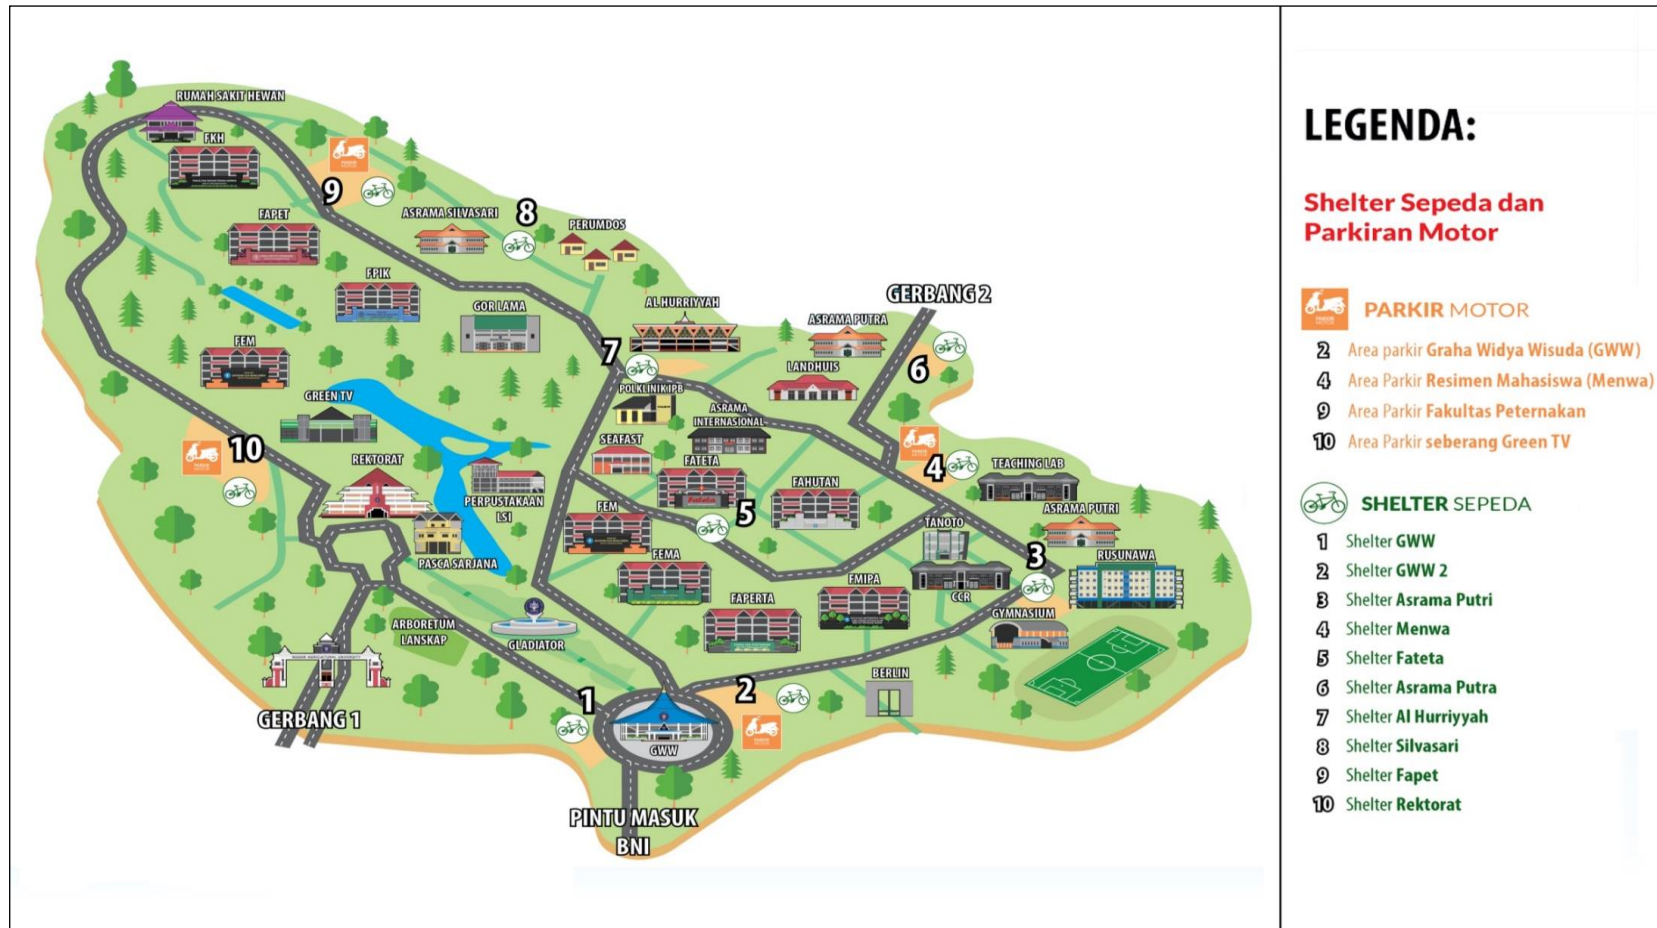 RUMAH SAKIT HEWAN
FKH
9
FAPET
ASRAMA SILVASARI
8
PERUMDOS
FPIK
GOR LAMA
AL HURRIYYAH
GERBANG 2
ASRAMA PUTRA
FEM
7
6
LANDHUIS
POLKLINIK IPB
GREEN TV
ASRAMA
INTERNASIONAL
10
SEAFAST
REKTORAT
FATETA
4
TEACHING LAB
FAHUTAN
PERPUSTAKAAN
LSI
FEM
5
ASRAMA PUTRI
TANOTO
PASCA SARJANA
FEMA
3
RUSUNAWA
FMIPA
CCR
FAPERTA
GYMNASIUM
ARBORETUM
LANSKAP
GLADIATOR
BOGOR AGRICULTURAL UNIVERSITY
BERLIN
1
2
GERBANG 1
GWW
PINTU MASUK
BNI
LEGENDA:
Shelter Sepeda dan
Parkiran Motor
PARKIR MOTOR
2 Area parkir Graha Widya Wisuda (GWW)
4 Area Parkir Resimen Mahasiswa (Menwa)
9 Area Parkir Fakultas Peternakan
10 Area Parkir seberang Green TV
SHELTER SEPEDA
1 Shelter GWW
2 Shelter GWW 2
3 Shelter Asrama Putri
4 Shelter Menwa
5 Shelter Fateta
6 Shelter Asrama Putra
7 Shelter Al Hurriyyah
8 Shelter Silvasari
9 Shelter Fapet
10 Shelter Rektorat